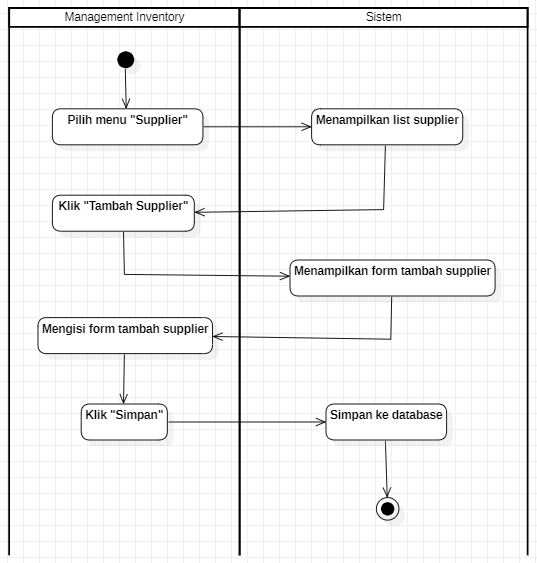 Management Inventory
Sistem
Pilih menu "Supplier"
Menampilkan list supplier
Klik "Tambah Supplier"
Menampilkan form tambah supplier
Mengisi form tambah supplier
Klik "Simpan"
Simpan ke database